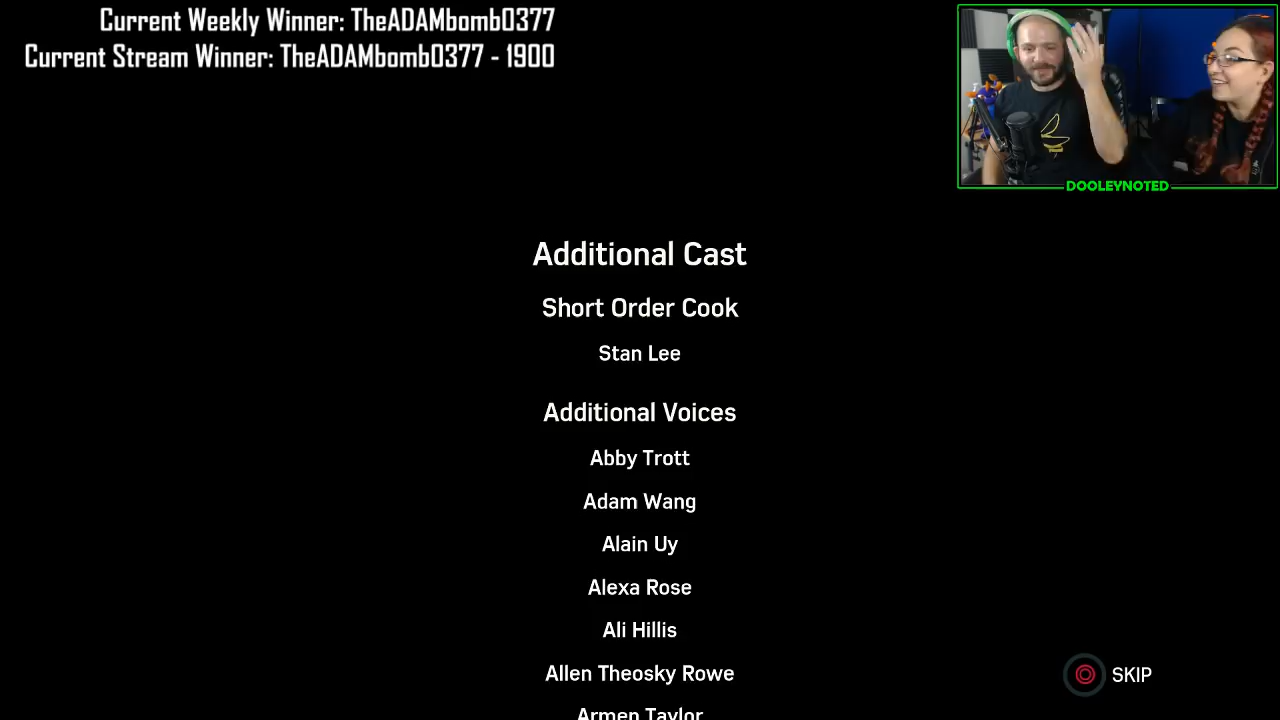 Current Weekly Winner: TheADAMbomb0377
Current Stream Winner: TheADAMbomb0377 - 1900
DOOLEYNOTED
Additional Cast
Short Order Cook
Stan Lee
Additional Voices
Abby Trott
Adam Wang
Alain Uy
Alexa Rose
Ali Hillis
Allen Theosky Rowe
SKIP
Armen Taylor